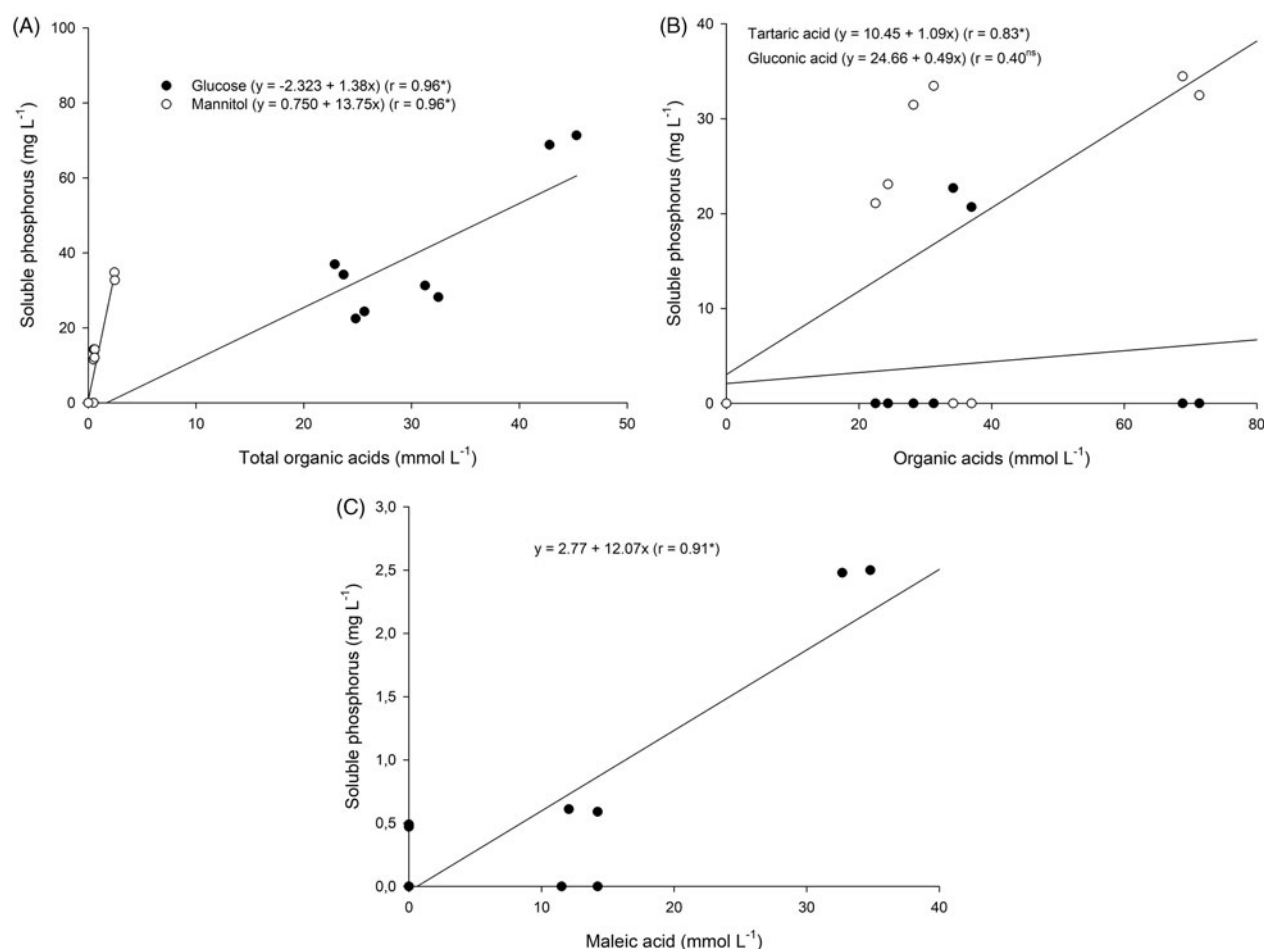 (A)
100
80
60
40
20
0
Soluble phosphorus (mg L⁻¹)
Glucose (y = -2.323 + 1.38x) (r = 0.96*)
Mannitol (y = 0.750 + 13.75x) (r = 0.96*)
0 10 20 30 40 50
Total organic acids (mmol L⁻¹)
(B)
40
30
20
10
0
Soluble phosphorus (mg L⁻¹)
Tartaric acid (y = 10.45 + 1.09x) (r = 0.83*)
Gluconic acid (y = 24.66 + 0.49x) (r = 0.40ⁿˢ)
0 20 40 60 80
Organic acids (mmol L⁻¹)
(C)
3,0
2,5
2,0
1,5
1,0
0,5
0,0
Soluble phosphorus (mg L⁻¹)
y = 2.77 + 12.07x (r = 0.91*)
0 10 20 30 40
Maleic acid (mmol L⁻¹)